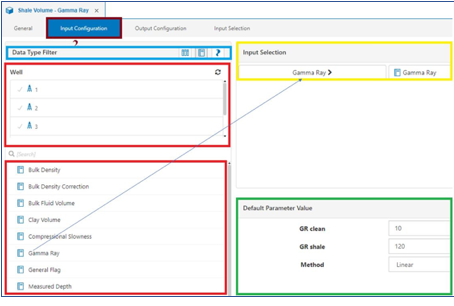 Shale Volume - Gamma Ray ×
General Input Configuration Output Configuration Input Selection
?
Data Type Filter
Well
1
2
3
[Search]
Bulk Density
Bulk Density Correction
Bulk Fluid Volume
Clay Volume
Compressional Slowness
Gamma Ray
General Flag
Measured Depth
Input Selection
Gamma Ray > Gamma Ray
Default Parameter Value
GR clean 10
GR shale 120
Method Linear